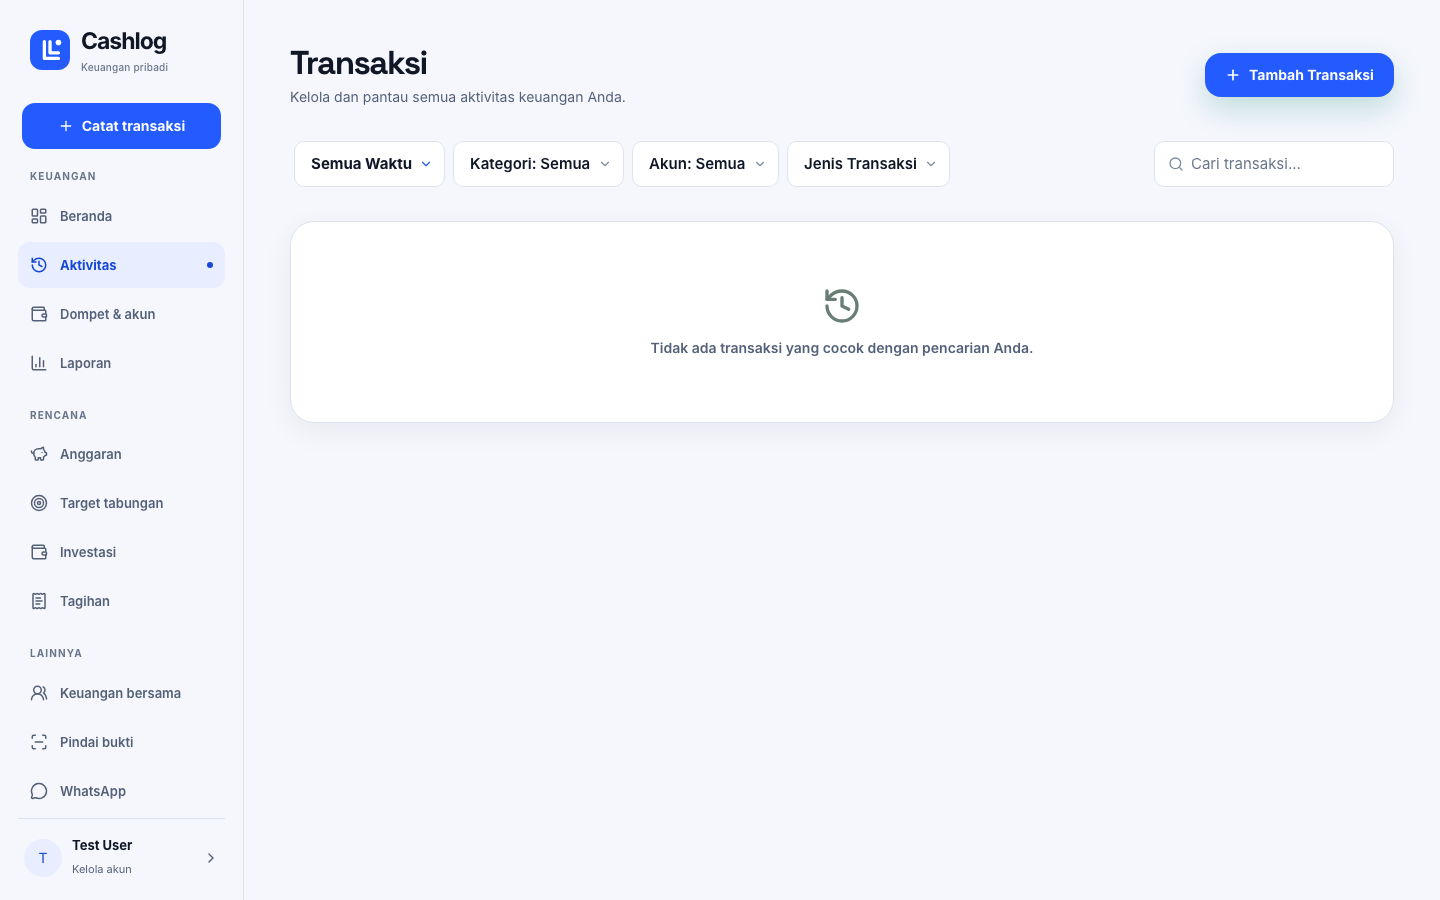 Cashlog
Keuangan pribadi
Catat transaksi
KEUANGAN
Beranda
Aktivitas
Dompet & akun
Laporan
RENCANA
Anggaran
Target tabungan
Investasi
Tagihan
LAINNYA
Keuangan bersama
Pindai bukti
WhatsApp
T
Test User
Kelola akun
Transaksi
Kelola dan pantau semua aktivitas keuangan Anda.
Tambah Transaksi
Semua Waktu
Kategori: Semua
Akun: Semua
Jenis Transaksi
Cari transaksi...
Tidak ada transaksi yang cocok dengan pencarian Anda.